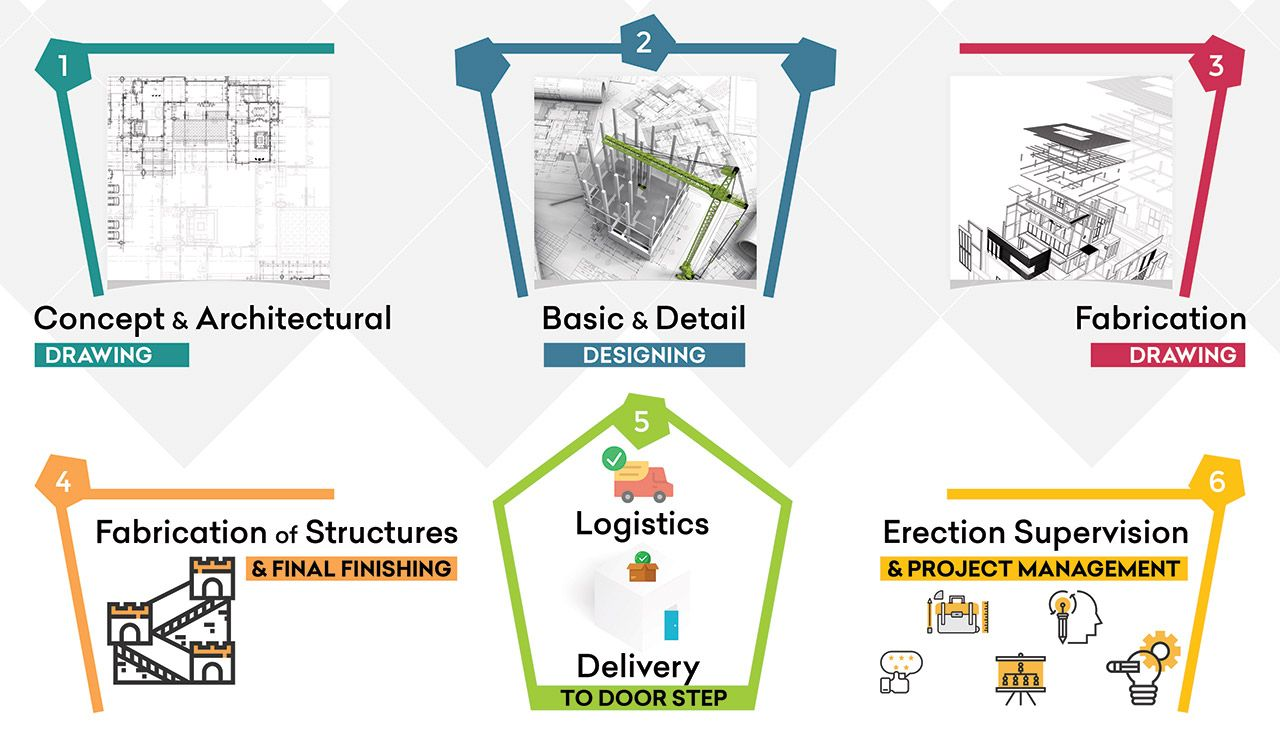 1
Concept & Architectural
DRAWING
2
Basic & Detail
DESIGNING
3
Fabrication
DRAWING
4
Fabrication of Structures
& FINAL FINISHING
5
Logistics
Delivery
TO DOOR STEP
6
Erection Supervision
& PROJECT MANAGEMENT